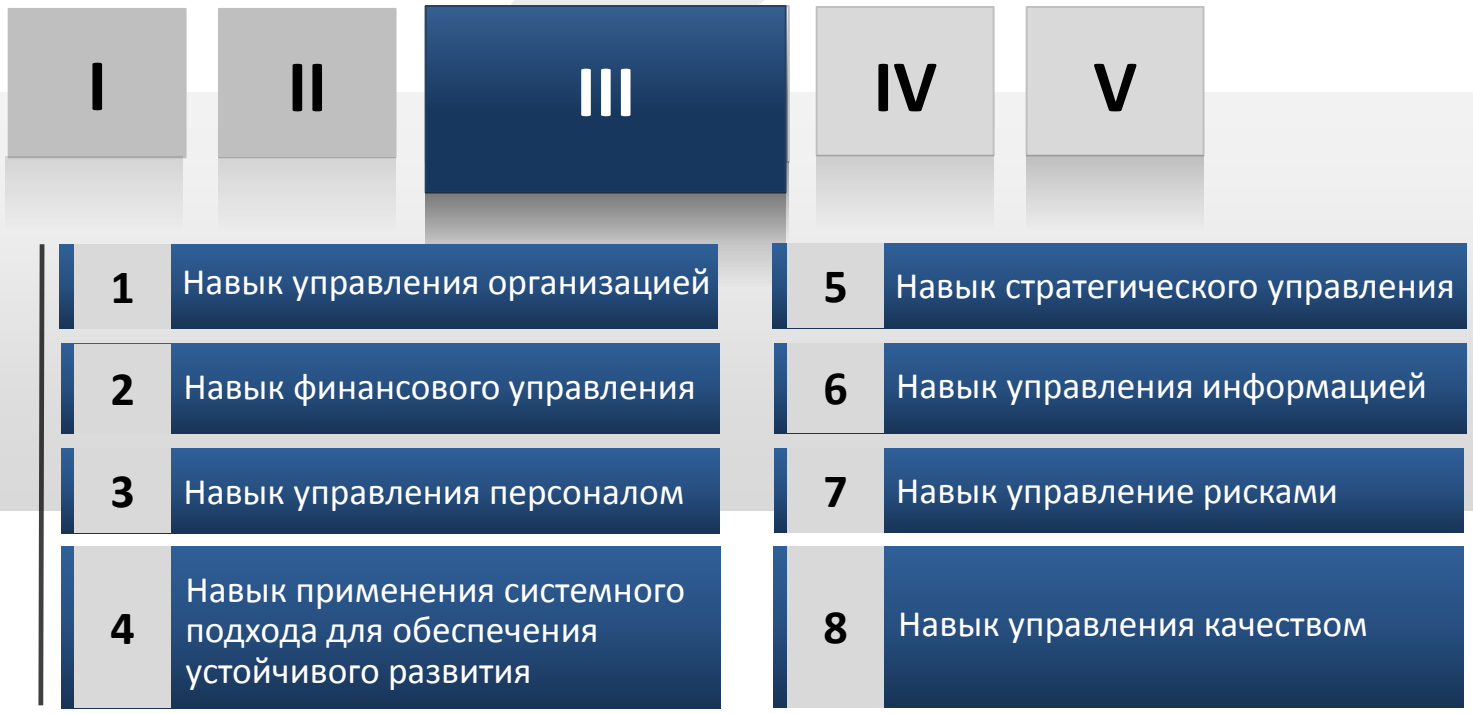 I
II
III
IV
V
1
Навык управления организацией
2
Навык финансового управления
3
Навык управления персоналом
4
Навык применения системного
подхода для обеспечения
устойчивого развития
5
Навык стратегического управления
6
Навык управления информацией
7
Навык управление рисками
8
Навык управления качеством